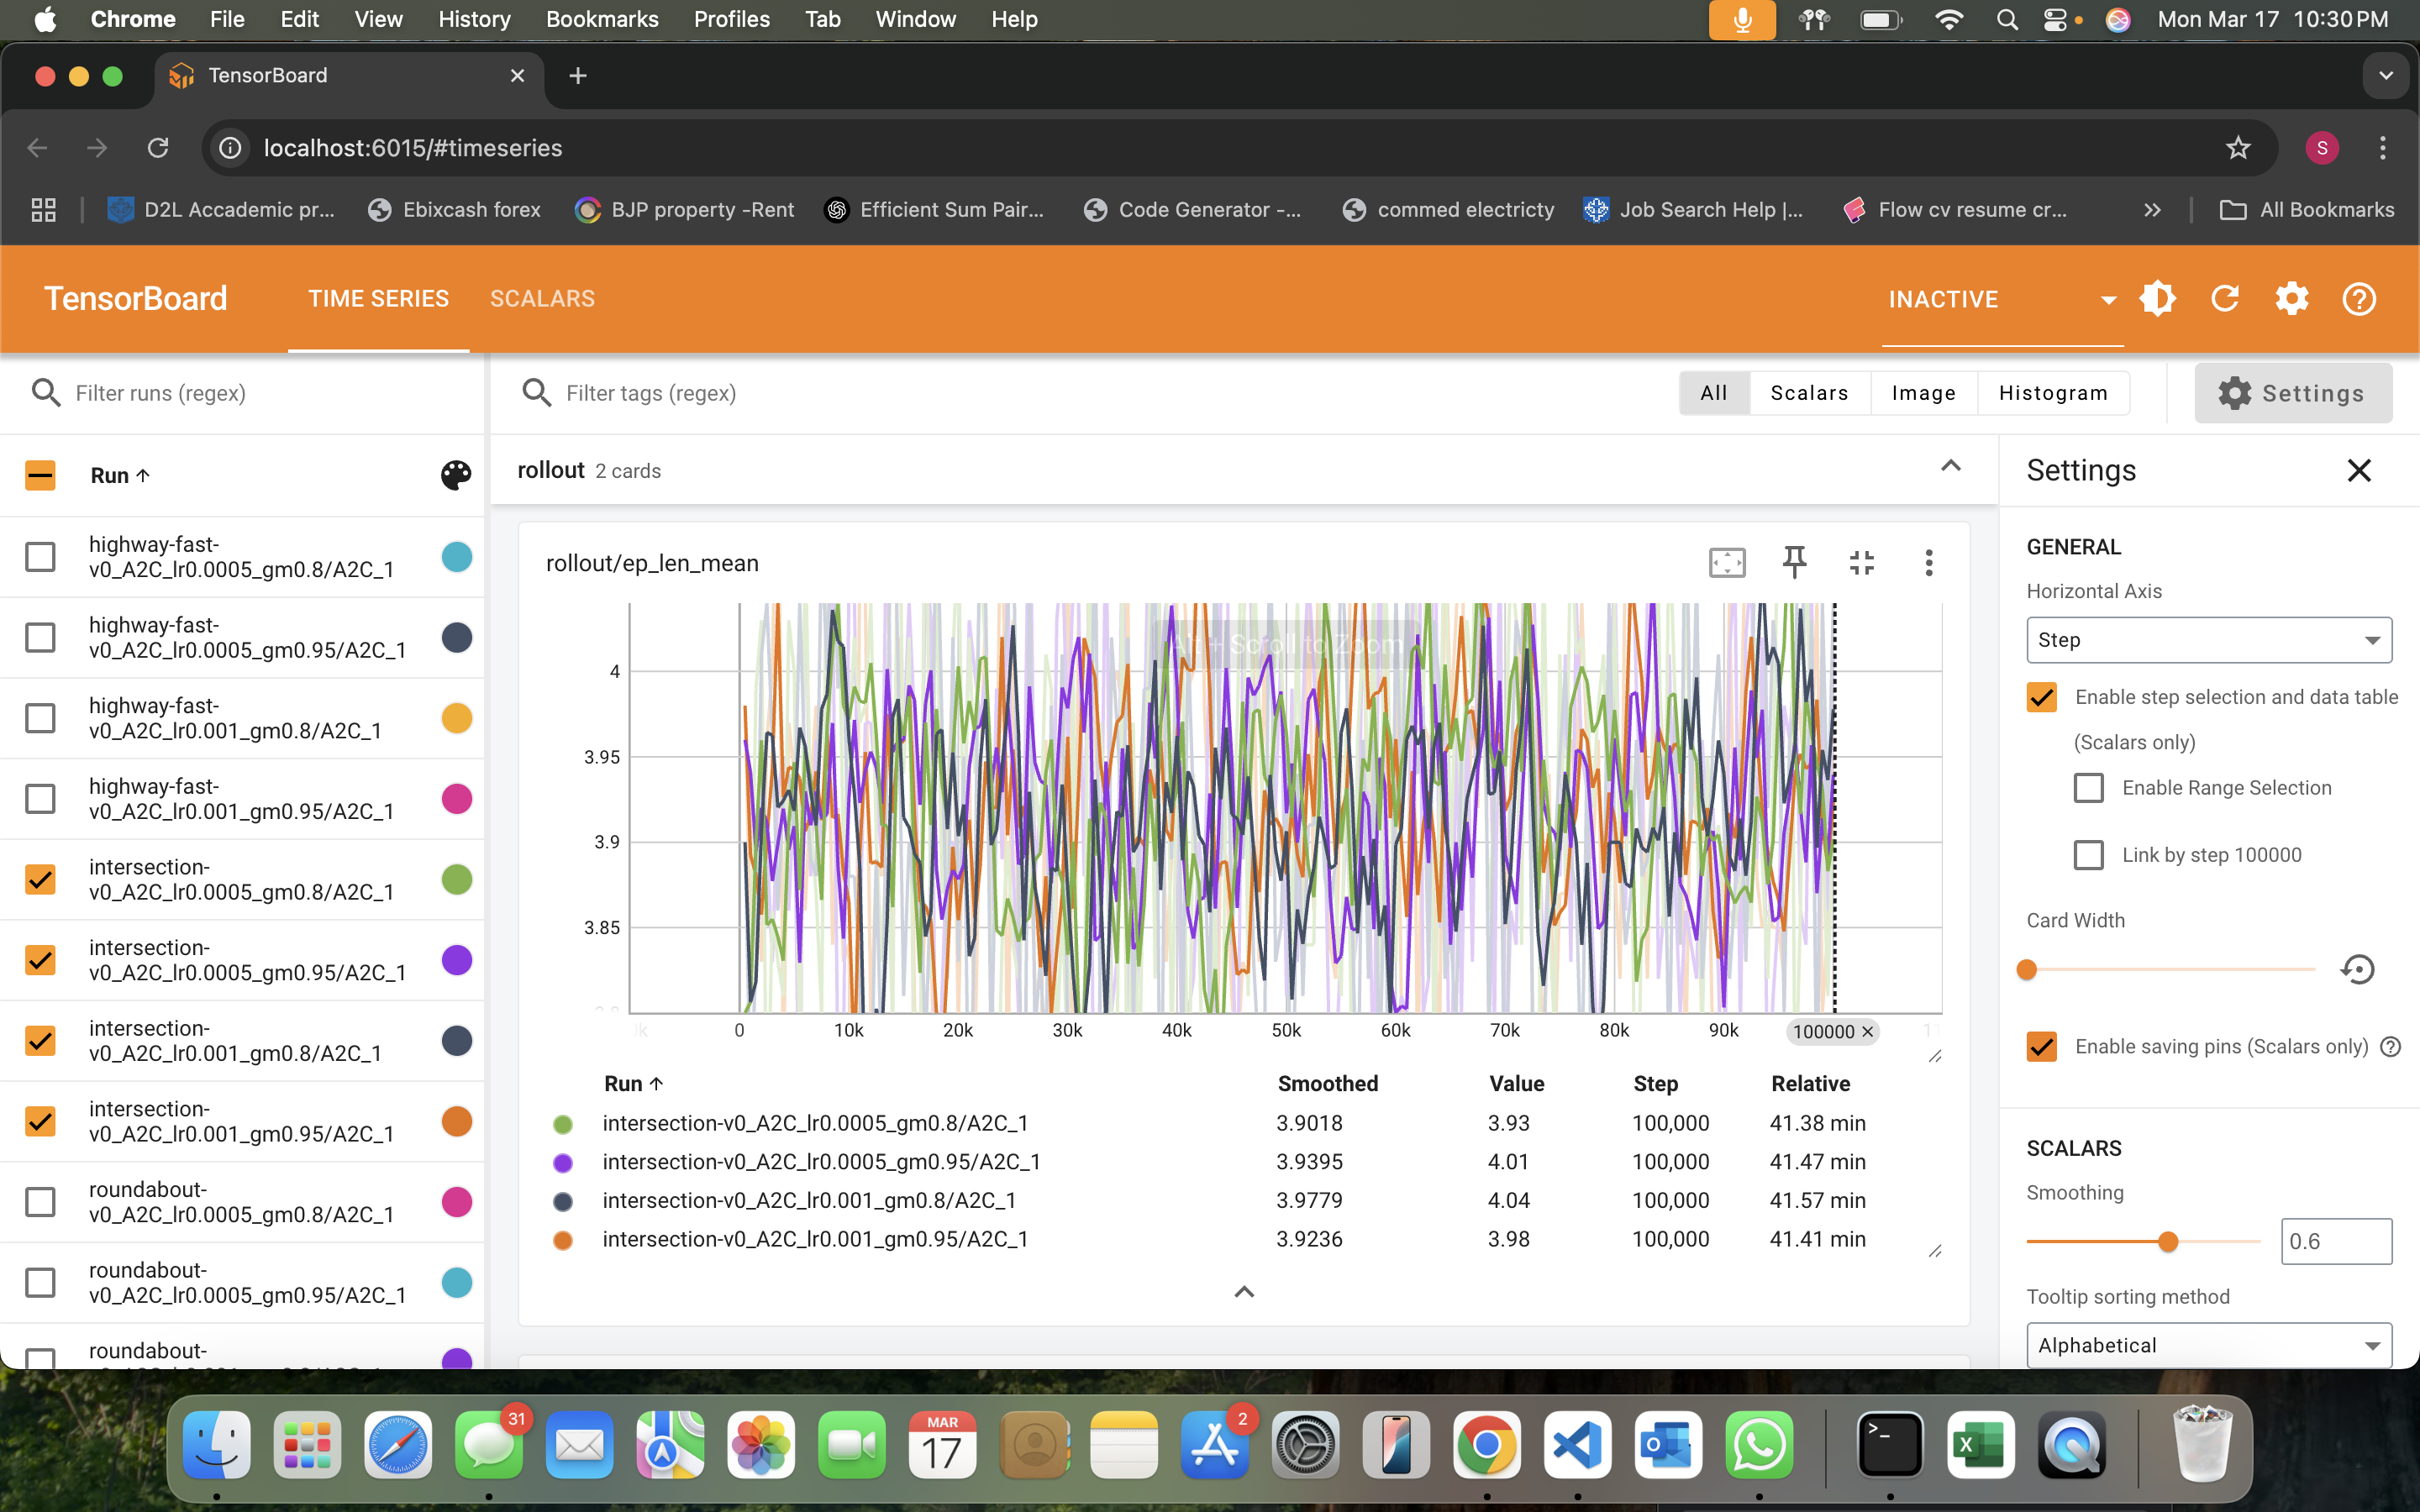 Chrome File Edit View History Bookmarks Profiles Tab Window Help Mon Mar 17 10:30 PM
TensorBoard
localhost:6015/#timeseries S
D2L Accademic pr... Ebixcash forex BJP property -Rent Efficient Sum Pair... Code Generator -... commed electricty Job Search Help |... Flow cv resume cr... All Bookmarks
TensorBoard TIME SERIES SCALARS INACTIVE
Filter runs (regex)
Filter tags (regex) All Scalars Image Histogram Settings
Run
highway-fast-
v0_A2C_lr0.0005_gm0.8/A2C_1
highway-fast-
v0_A2C_lr0.0005_gm0.95/A2C_1
highway-fast-
v0_A2C_lr0.001_gm0.8/A2C_1
highway-fast-
v0_A2C_lr0.001_gm0.95/A2C_1
intersection-
v0_A2C_lr0.0005_gm0.8/A2C_1
intersection-
v0_A2C_lr0.0005_gm0.95/A2C_1
intersection-
v0_A2C_lr0.001_gm0.8/A2C_1
intersection-
v0_A2C_lr0.001_gm0.95/A2C_1
roundabout-
v0_A2C_lr0.0005_gm0.8/A2C_1
roundabout-
v0_A2C_lr0.0005_gm0.95/A2C_1
roundabout-
rollout 2 cards
rollout/ep_len_mean
Alt + Scroll to Zoom
4
3.95
3.9
3.85
0 10k 20k 30k 40k 50k 60k 70k 80k 90k 100000
Run Smoothed Value Step Relative
intersection-v0_A2C_lr0.0005_gm0.8/A2C_1 3.9018 3.93 100,000 41.38 min
intersection-v0_A2C_lr0.0005_gm0.95/A2C_1 3.9395 4.01 100,000 41.47 min
intersection-v0_A2C_lr0.001_gm0.8/A2C_1 3.9779 4.04 100,000 41.57 min
intersection-v0_A2C_lr0.001_gm0.95/A2C_1 3.9236 3.98 100,000 41.41 min
Settings
GENERAL
Horizontal Axis
Step
Enable step selection and data table
(Scalars only)
Enable Range Selection
Link by step 100000
Card Width
Enable saving pins (Scalars only)
SCALARS
Smoothing
0.6
Tooltip sorting method
Alphabetical
31
MAR
17
2